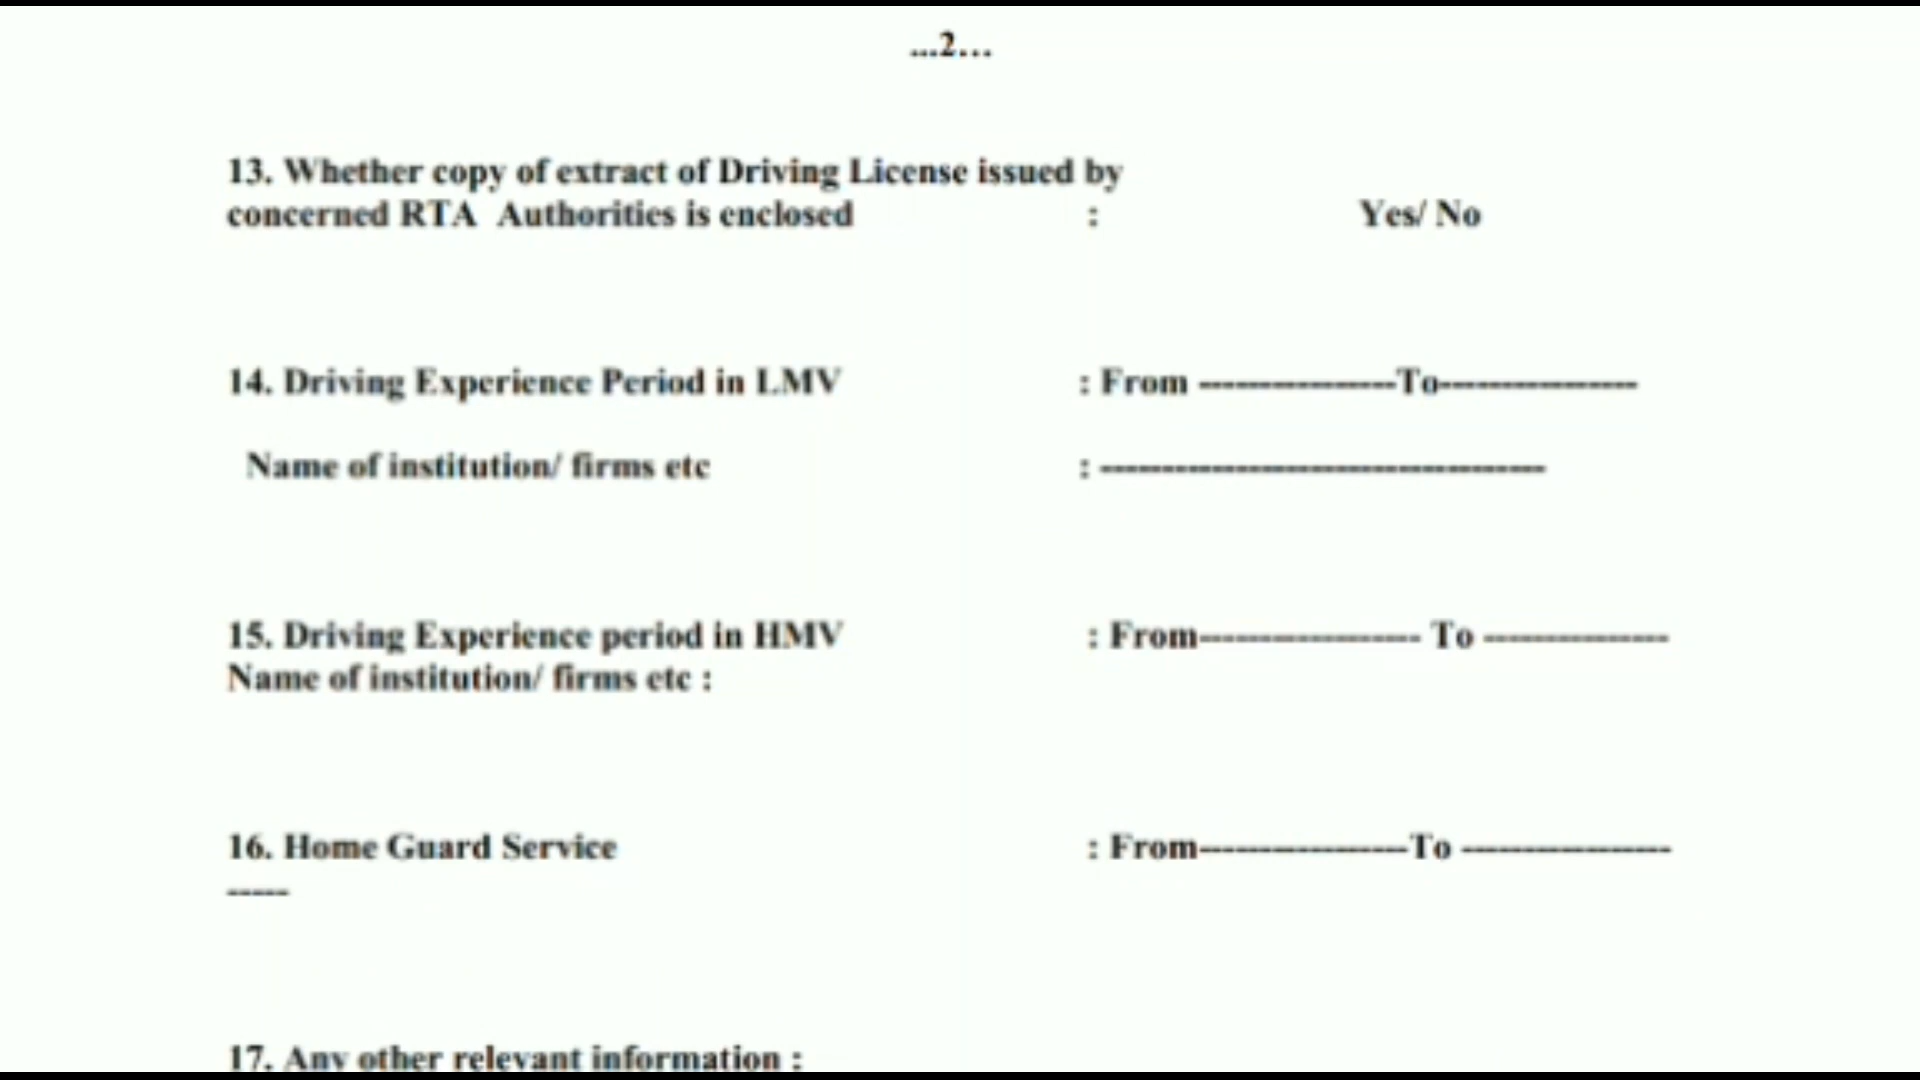 ...2...
13. Whether copy of extract of Driving License issued by
concerned RTA Authorities is enclosed : Yes/ No
14. Driving Experience Period in LMV : From ----------------To----------------
Name of institution/ firms etc : ------------------------------------
15. Driving Experience period in HMV : From------------------ To ---------------
Name of institution/ firms etc :
16. Home Guard Service : From-----------------To -----------------
-----
17. Any other relevant information :